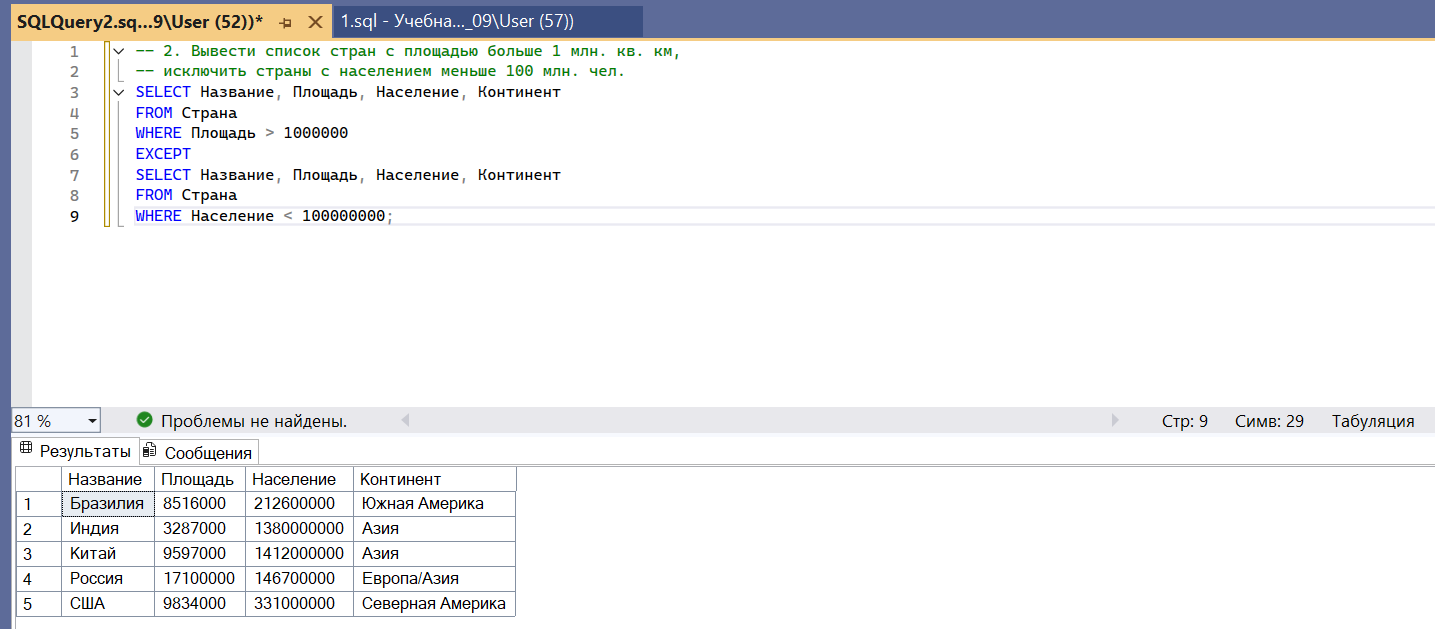 SQLQuery2.sq...9\User (52))* 1.sql - Учебна..._09\User (57))
1 -- 2. Вывести список стран с площадью больше 1 млн. кв. км,
2 -- исключить страны с населением меньше 100 млн. чел.
3 SELECT Название, Площадь, Население, Континент
4 FROM Страна
5 WHERE Площадь > 1000000
6 EXCEPT
7 SELECT Название, Площадь, Население, Континент
8 FROM Страна
9 WHERE Население < 100000000;
81 % Проблемы не найдены. Стр: 9 Симв: 29 Табуляция
Результаты Сообщения
Название Площадь Население Континент
1 Бразилия 8516000 212600000 Южная Америка
2 Индия 3287000 1380000000 Азия
3 Китай 9597000 1412000000 Азия
4 Россия 17100000 146700000 Европа/Азия
5 США 9834000 331000000 Северная Америка